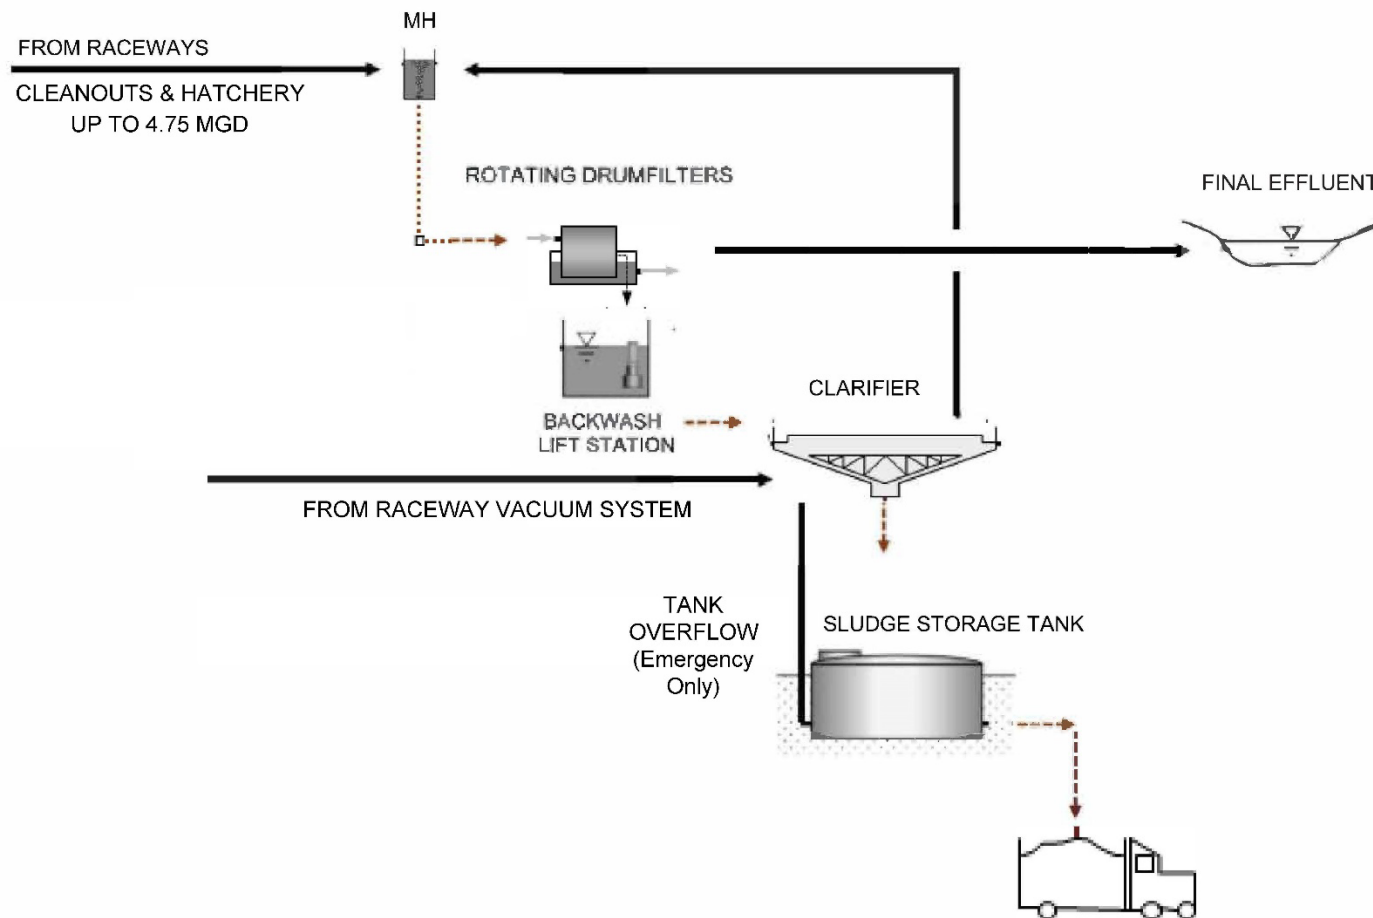 MH
FROM RACEWAYS
CLEANOUTS & HATCHERY
UP TO 4.75 MGD
ROTATING DRUMFILTERS
FINAL EFFLUENT
CLARIFIER
BACKWASH
LIFT STATION
FROM RACEWAY VACUUM SYSTEM
TANK
OVERFLOW
(Emergency
Only)
SLUDGE STORAGE TANK